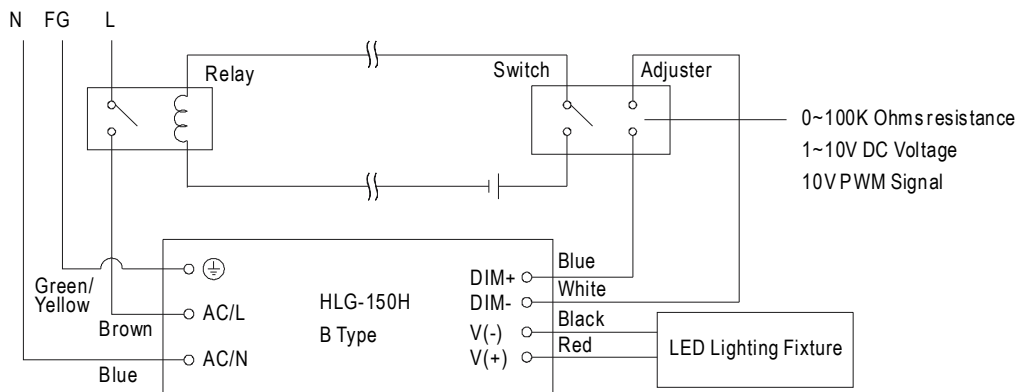 N FG L
Relay
Switch
Adjuster
0~100K Ohms resistance
1~10V DC Voltage
10V PWM Signal
Green/
Yellow
Brown
Blue
AC/L
AC/N
HLG-150H
B Type
DIM+
DIM-
V(-)
V(+)
Blue
White
Black
Red
LED Lighting Fixture